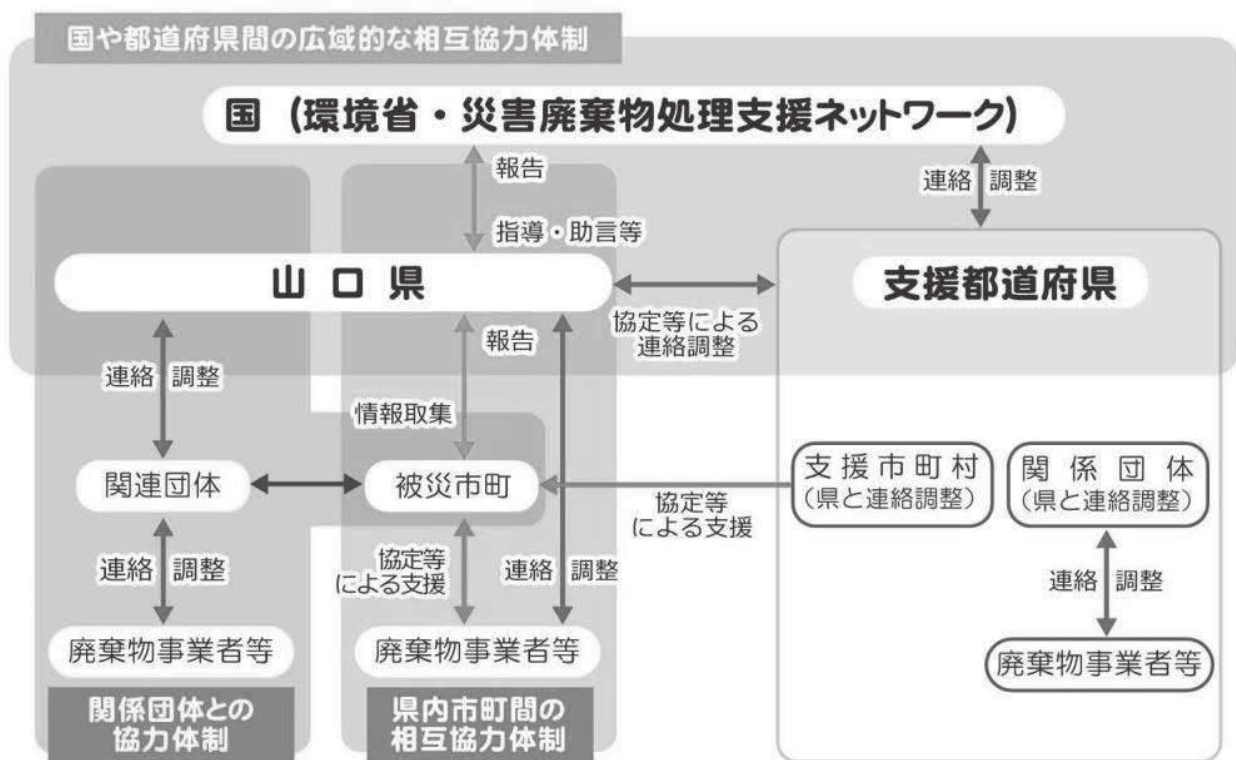 国や都道府県間の広域的な相互協力体制
国（環境省・災害廃棄物処理支援ネットワーク）
報告
連絡 調整
指導・助言等
山口県
支援都道府県
協定等による
連絡調整
報告
連絡 調整
情報収集
関連団体
被災市町
支援市町村
（県と連絡調整）
関係団体
（県と連絡調整）
協定等
による支援
連絡 調整
協定等
による支援
連絡 調整
連絡 調整
廃棄物事業者等
廃棄物事業者等
廃棄物事業者等
関係団体との
協力体制
県内市町間の
相互協力体制